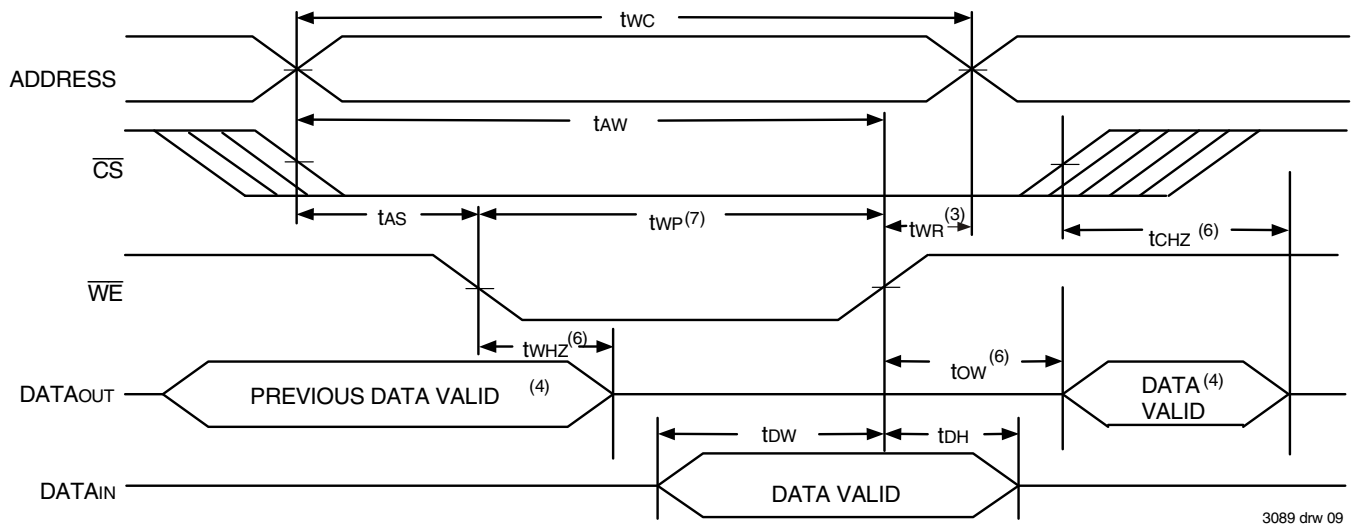 tWC
ADDRESS
tAW
CS
tAS
tWP(7)
tWR(3)
tCHZ (6)
WE
tWHZ(6)
tOW (6)
DATAOUT
PREVIOUS DATA VALID (4)
DATA(4)
VALID
tDW
tDH
DATAIN
DATA VALID
3089 drw 09